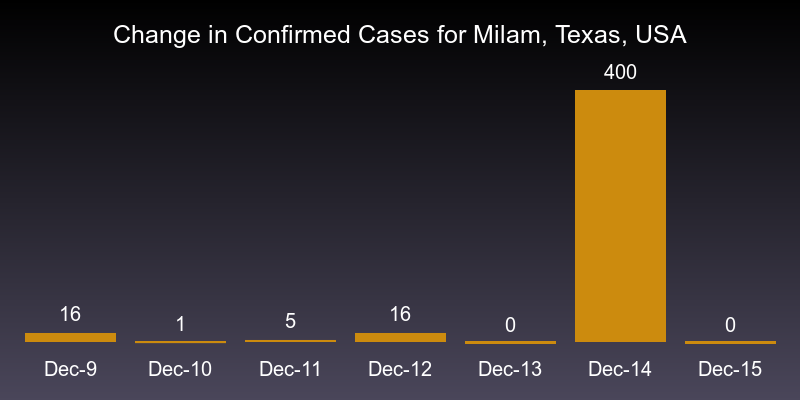 Change in Confirmed Cases for Milam, Texas, USA
400
16
1
5
16
0
0
Dec-9
Dec-10
Dec-11
Dec-12
Dec-13
Dec-14
Dec-15